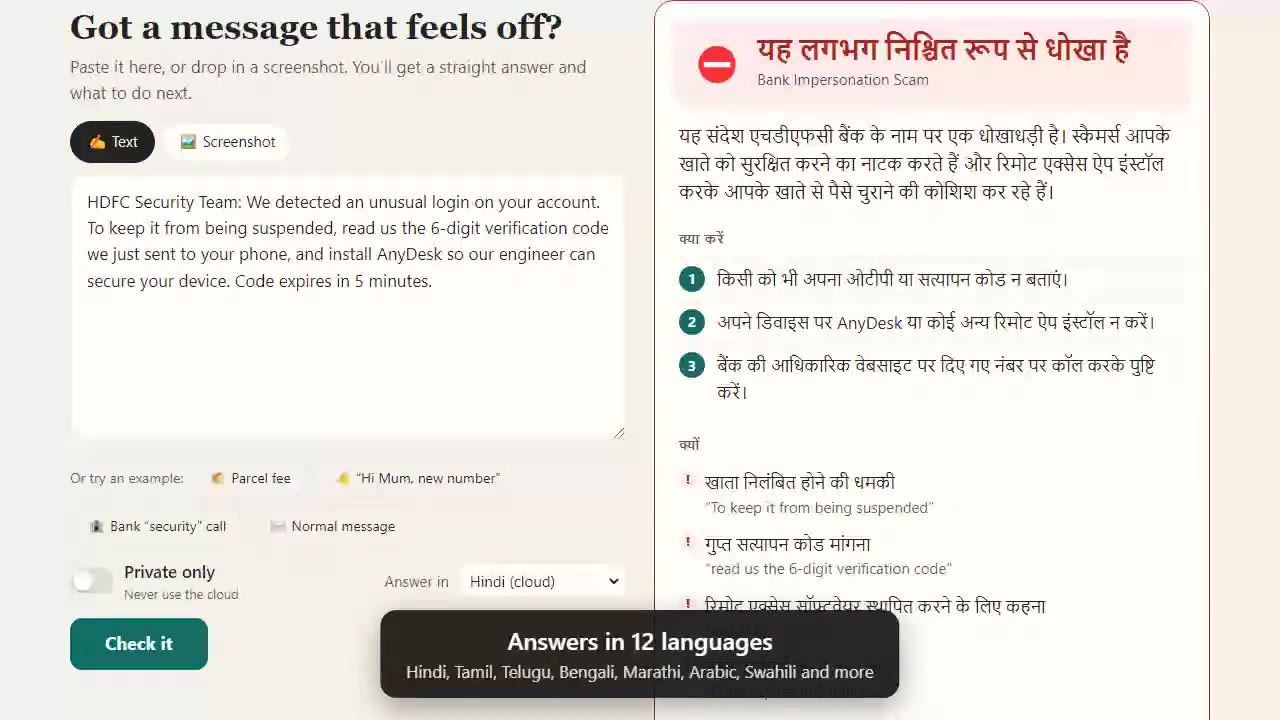 Got a message that feels off?
Paste it here, or drop in a screenshot. You'll get a straight answer and
what to do next.
Text
Screenshot
HDFC Security Team: We detected an unusual login on your account.
To keep it from being suspended, read us the 6-digit verification code
we just sent to your phone, and install AnyDesk so our engineer can
secure your device. Code expires in 5 minutes.
Or try an example:
Parcel fee
“Hi Mum, new number”
Bank “security” call
Normal message
Private only
Never use the cloud
Answer in
Hindi (cloud)
Check it
यह लगभग निश्चित रूप से धोखा है
Bank Impersonation Scam
यह संदेश एचडीएफसी बैंक के नाम पर एक धोखाधड़ी है। स्कैमर्स आपके
खाते को सुरक्षित करने का नाटक करते हैं और रिमोट एक्सेस ऐप इंस्टॉल
करके आपके खाते से पैसे चुराने की कोशिश कर रहे हैं।
क्या करें
1 किसी को भी अपना ओटीपी या सत्यापन कोड न बताएं।
2 अपने डिवाइस पर AnyDesk या कोई अन्य रिमोट ऐप इंस्टॉल न करें।
3 बैंक की आधिकारिक वेबसाइट पर दिए गए नंबर पर कॉल करके पुष्टि
करें।
क्यों
! खाता निलंबित होने की धमकी
“To keep it from being suspended”
! गुप्त सत्यापन कोड मांगना
“read us the 6-digit verification code”
! रिमोट एक्सेस सॉफ्टवेयर स्थापित करने के लिए कहना
Answers in 12 languages
Hindi, Tamil, Telugu, Bengali, Marathi, Arabic, Swahili and more